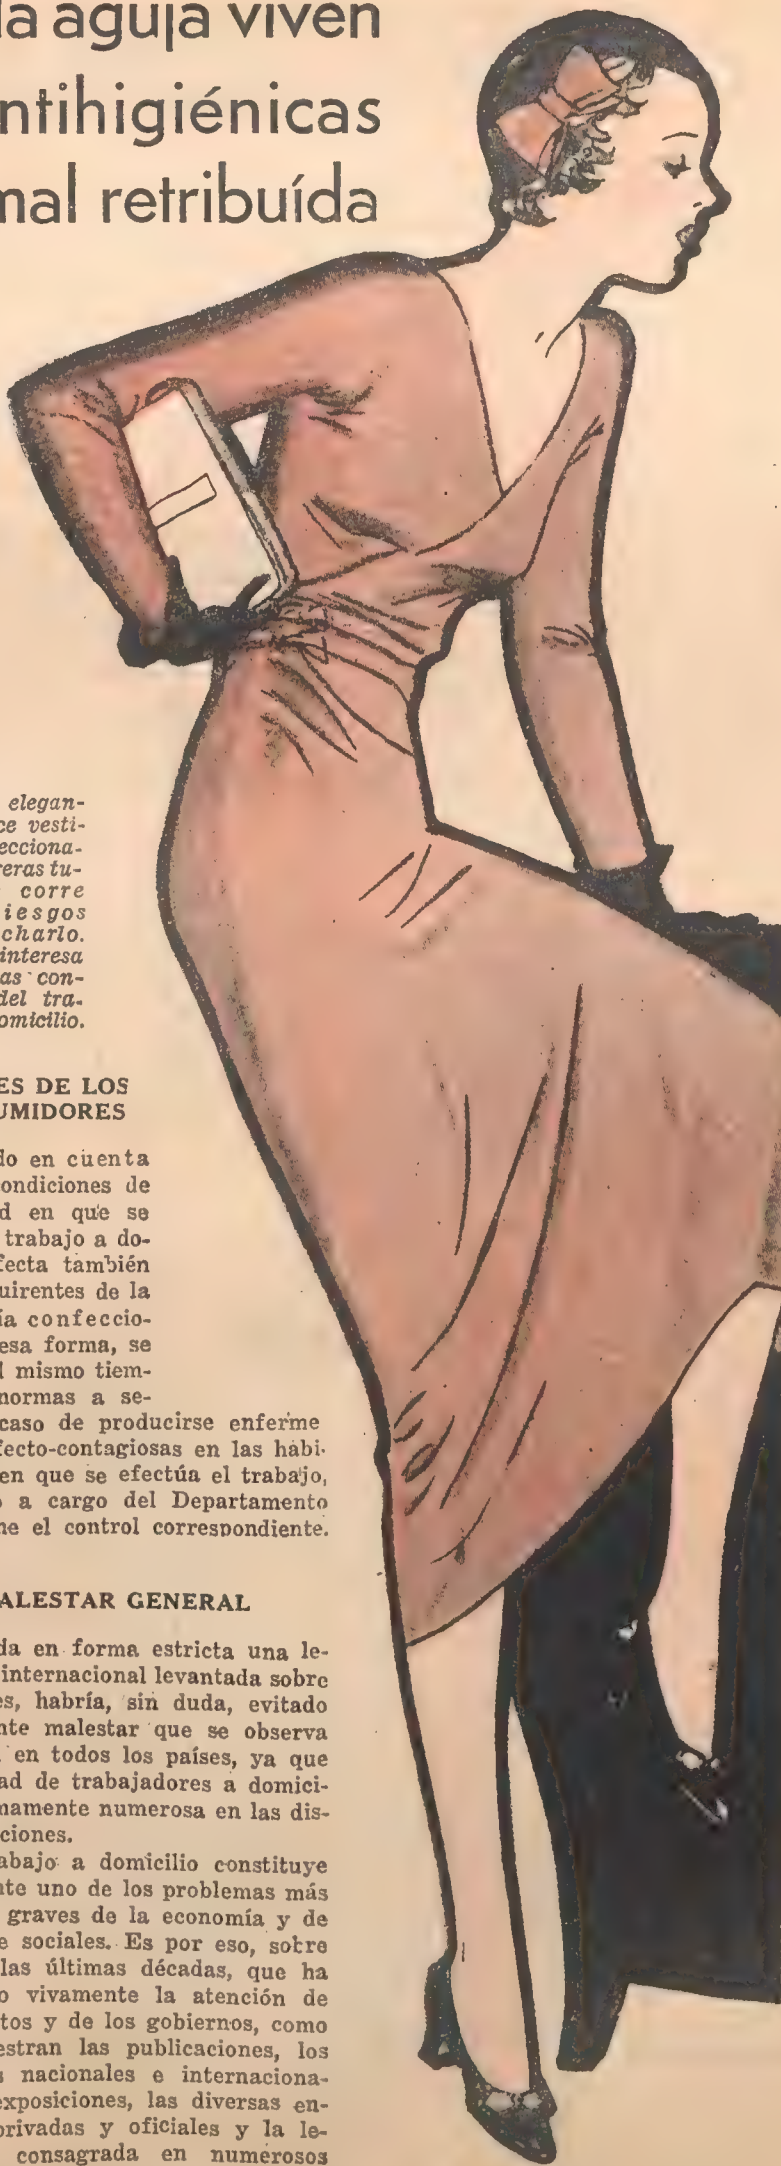 la aguja viven
ntihigiénicas
mal retribuída
elegan-
ce vesti-
ecciona-
reras tu-
corre
iesgos
charlo.
interesa
as con-
del tra-
omicilio.
ES DE LOS
UMIDORES
do en cuenta
ondiciones de
d en que se
trabajo a do-
fecta también
uirentes de la
ía confeccio-
esa forma, se
l mismo tiem-
normas a se-
caso de producirse enferme
fecto-contagiosas en las habi-
en que se efectúa el trabajo,
o a cargo del Departamento
ne el control correspondiente.
ALESTAR GENERAL
da en forma estricta una le-
internacional levantada sobre
es, habría, sin duda, evitado
nte malestar que se observa
en todos los países, ya que
ad de trabajadores a domici-
mamente numerosa en las dis-
ciones.
abajo a domicilio constituye
nte uno de los problemas más
graves de la economía y de
e sociales. Es por eso, sobre
las últimas décadas, que ha
o vivamente la atención de
tos y de los gobiernos, como
estran las publicaciones, los
s nacionales e internaciona-
exposiciones, las diversas en-
privadas y oficiales y la le-
consagrada en numerosos